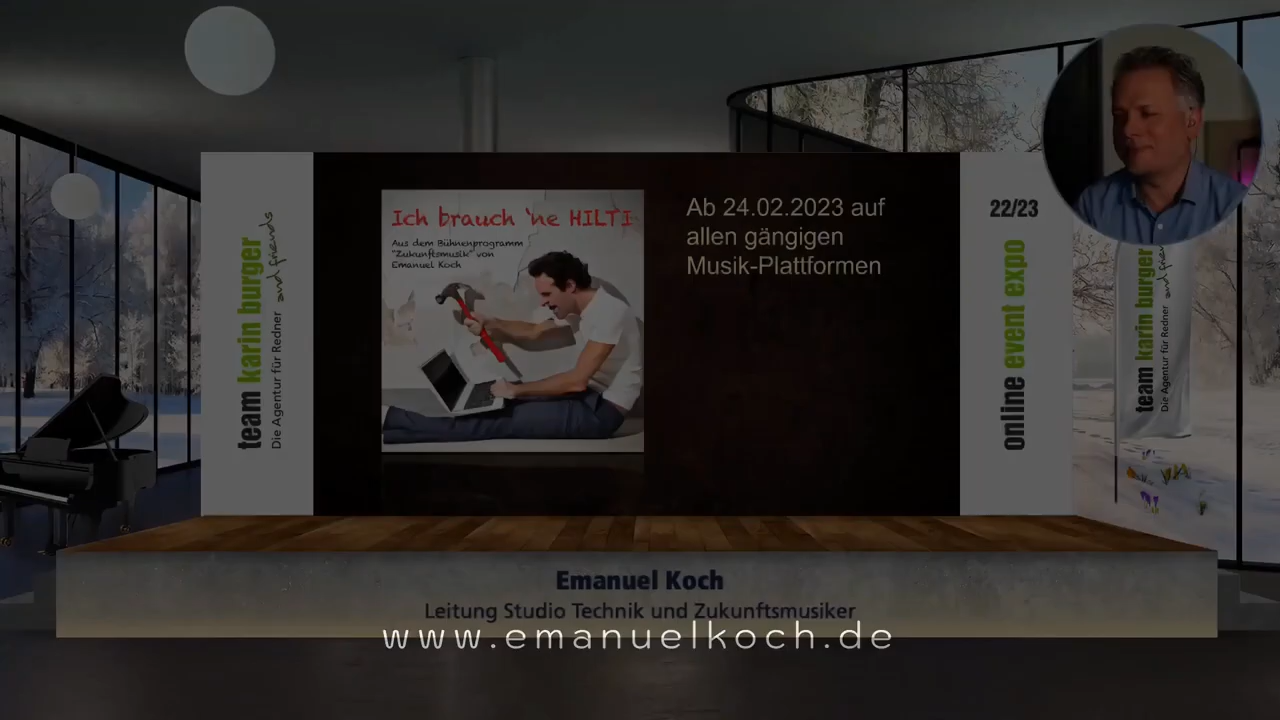 Ich brauch 'ne HILTI
Aus dem Bühnenprogramm
"Zukunftsmusik" von
Emanuel Koch
Ab 24.02.2023 auf
allen gängigen
Musik-Plattformen
team karin burger
and friends
Die Agentur für Redner
22/23
online event expo
team karin burger
Die Agentur für Redner
Emanuel Koch
Leitung Studio Technik und Zukunftsmusiker
www.emanuelkoch.de